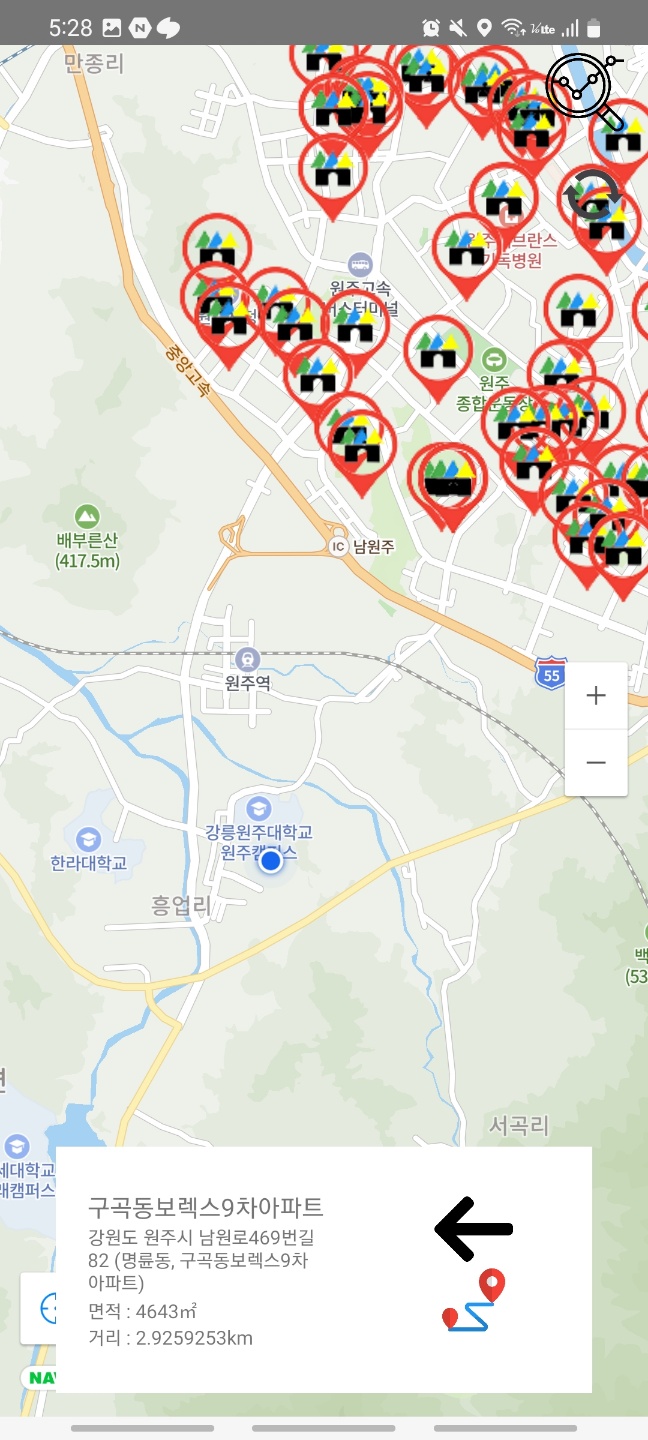 5:28
만종리
원주고속
중앙고속
원주
종합운동장
배부른산
(417.5m)
IC 남원주
55
원주역
강릉원주대학교
원주캠퍼스
한라대학교
흥업리
서곡리
구곡동보렉스9차아파트
강원도 원주시 남원로469번길
82 (명륜동, 구곡동보렉스9차
아파트)
면적 : 4643㎡
거리 : 2.9259253km